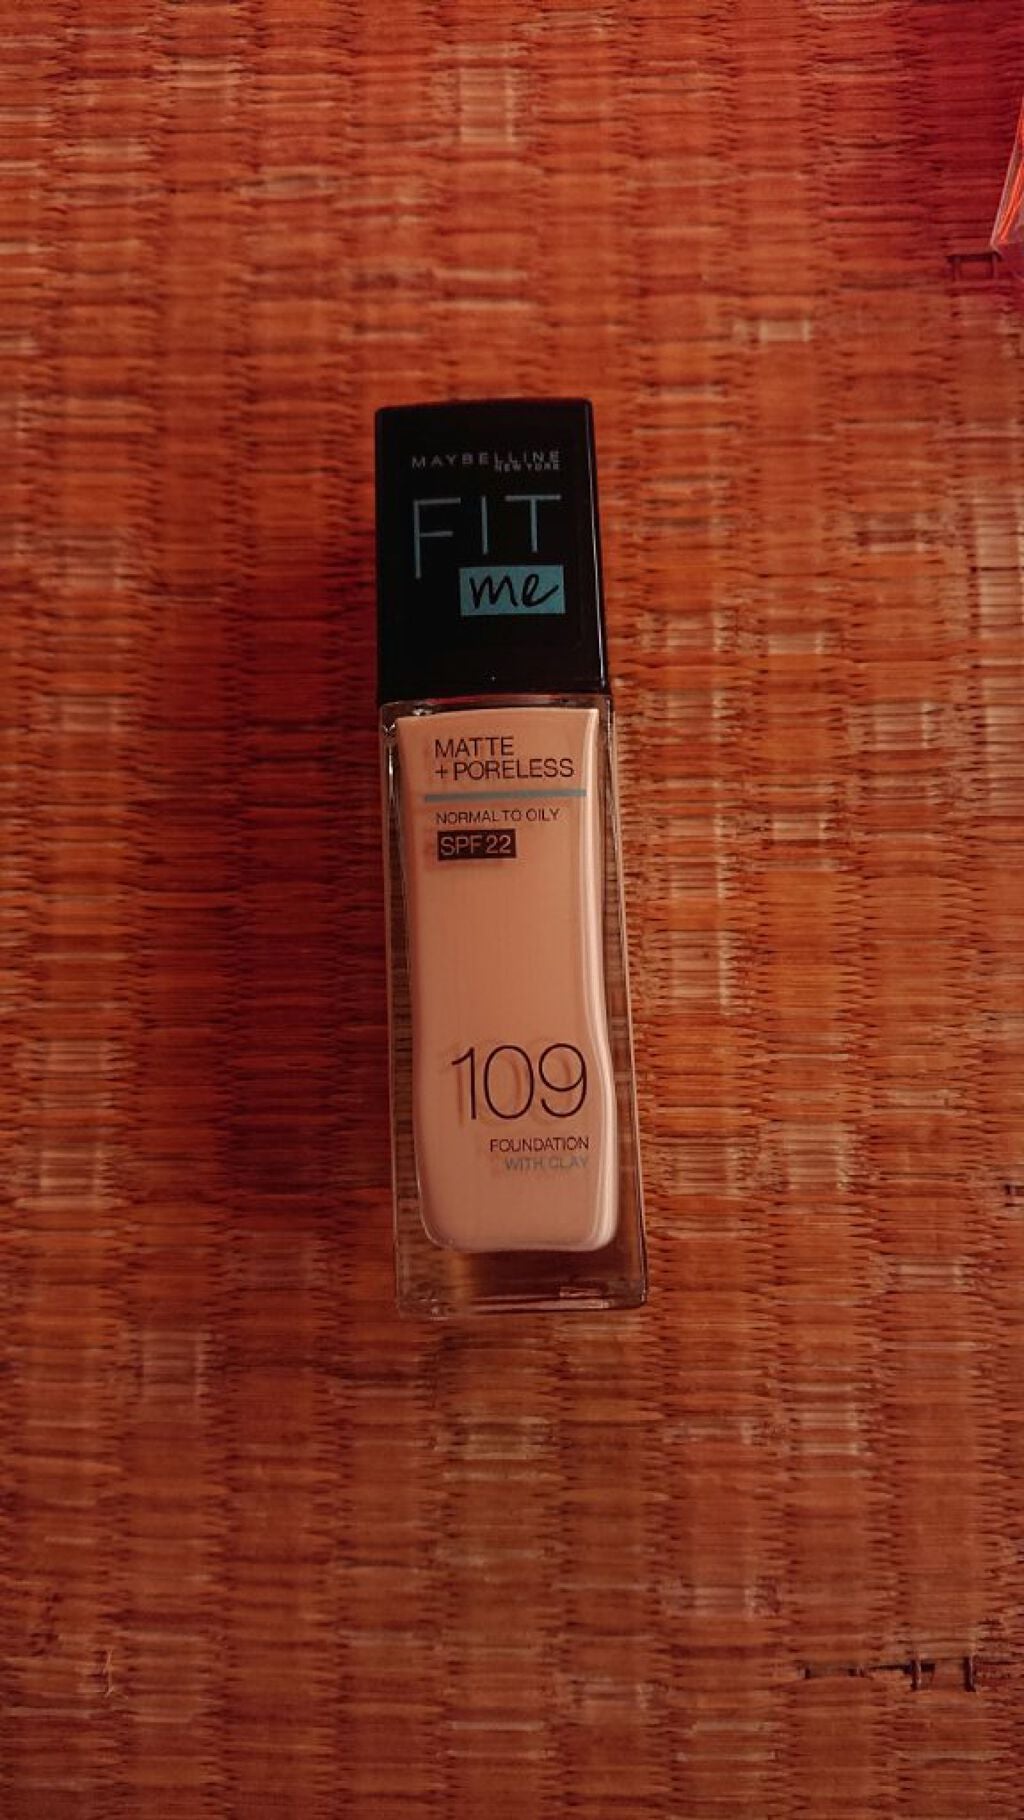 MAYBELLINE
NEW YORK
FIT
me
MATTE
+PORELESS
NORMAL TO OILY
SPF 22
109
FOUNDATION
WITH CLAY